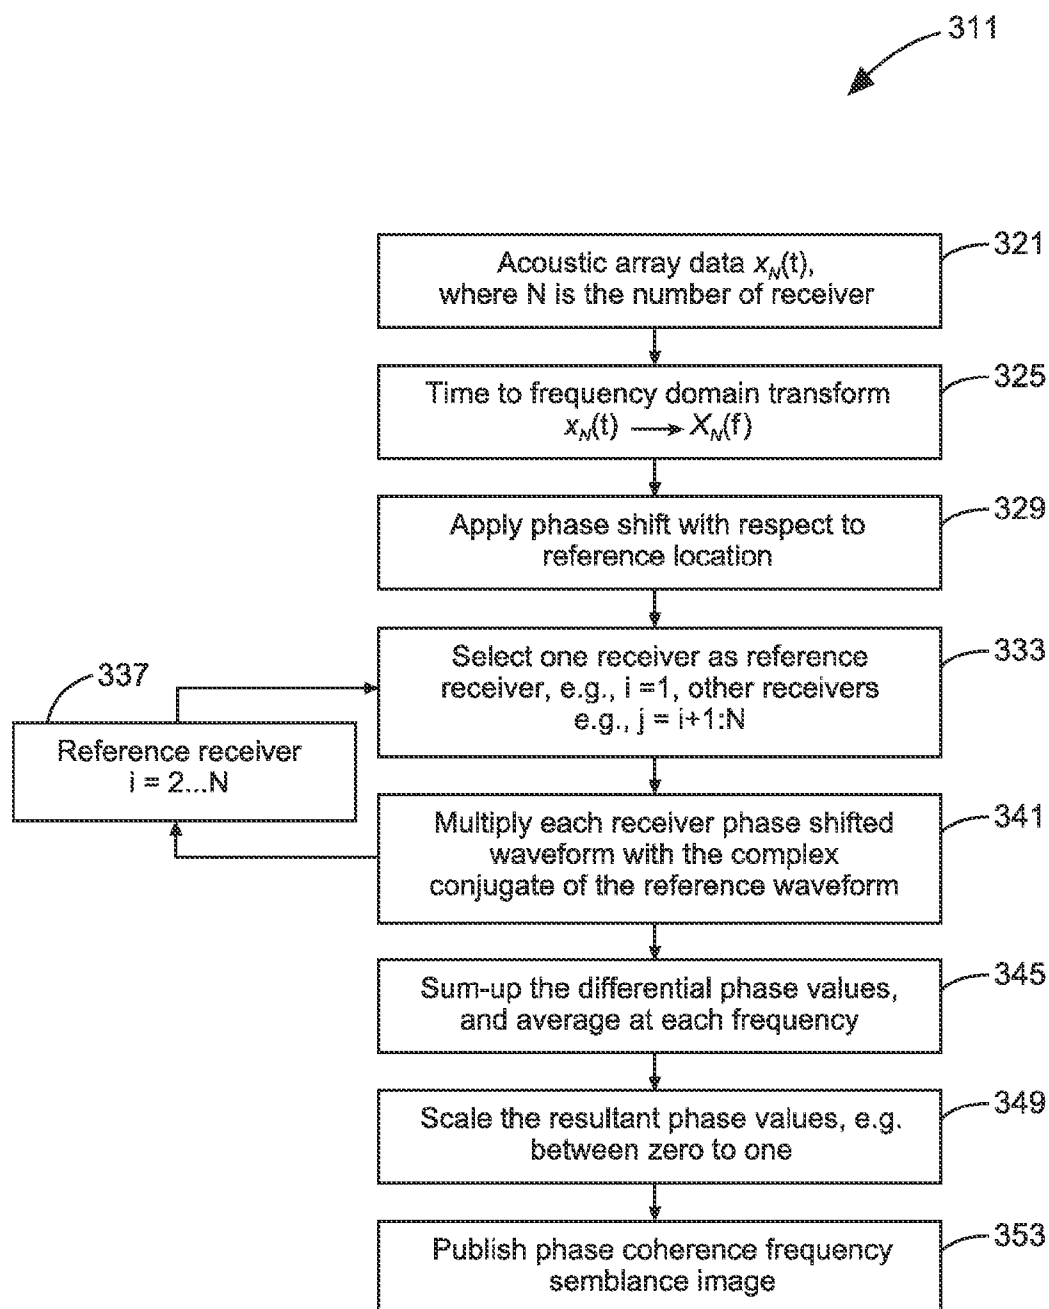 311
Acoustic array data xN(t),
where N is the number of receiver
321
Time to frequency domain transform
xN(t) → XN(f)
325
Apply phase shift with respect to
reference location
329
Select one receiver as reference
receiver, e.g., i =1, other receivers
e.g., j = i+1:N
333
337
Reference receiver
i = 2...N
Multiply each receiver phase shifted
waveform with the complex
conjugate of the reference waveform
341
Sum-up the differential phase values,
and average at each frequency
345
Scale the resultant phase values, e.g.
between zero to one
349
Publish phase coherence frequency
semblance image
353